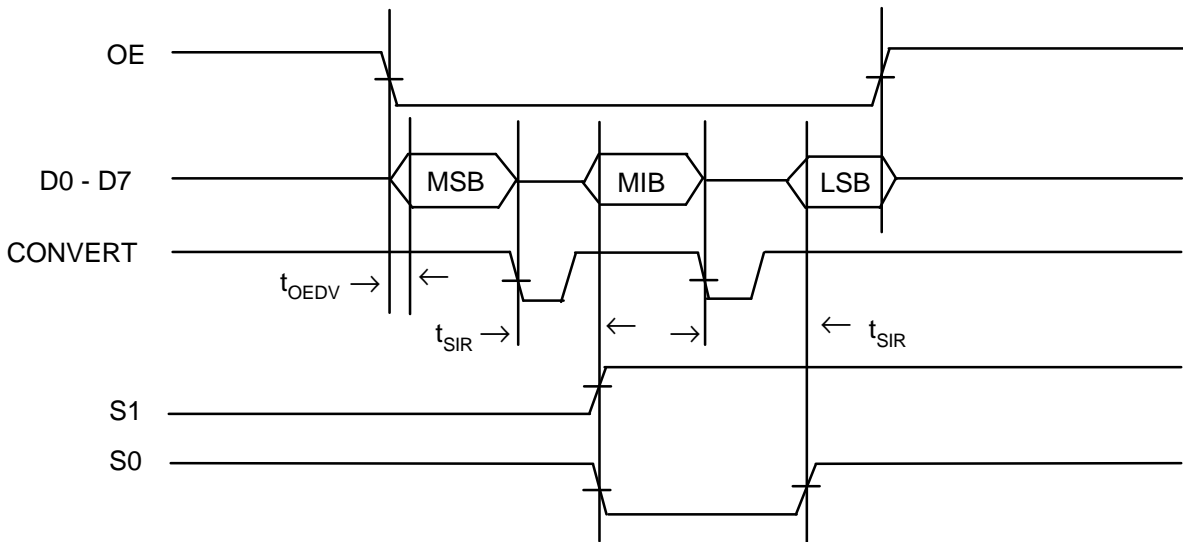 OE
D0 - D7
MSB
MIB
LSB
CONVERT
tOEDV
tSIR
tSIR
S1
S0